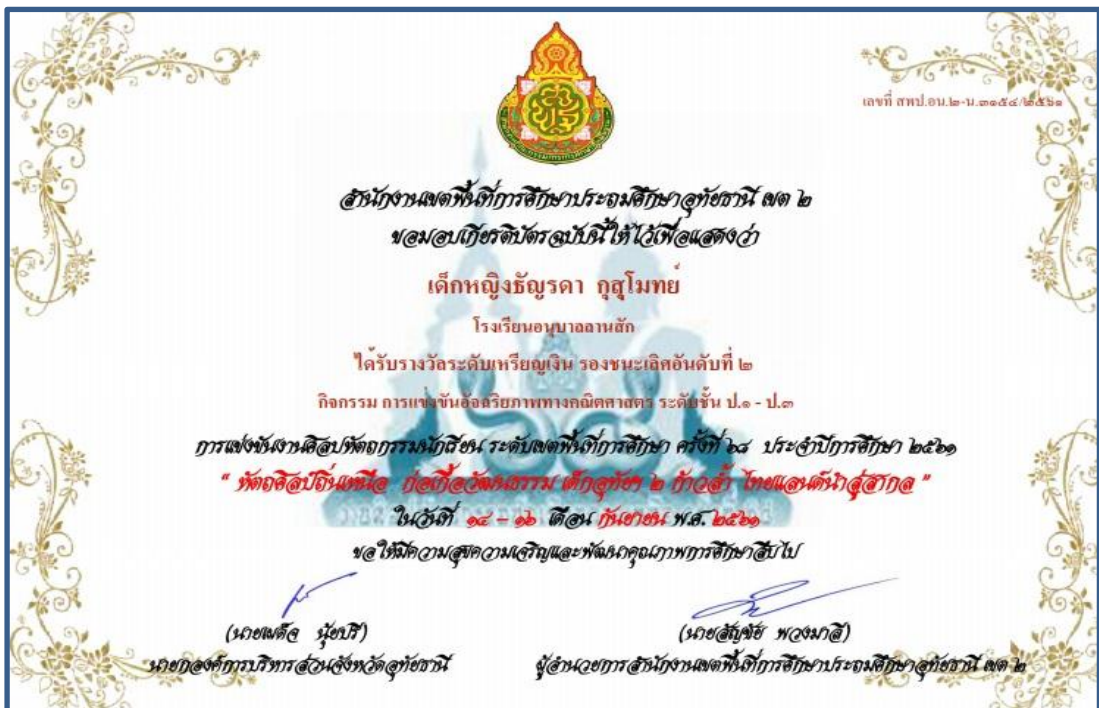 เลขที่ สพป.อน.๒-น.๓๑๕๔/๒๕๖๑
สำนักงานเขตพื้นที่การศึกษาประถมศึกษาอุทัยธานี เขต ๒
ขอมอบเกียรติบัตรฉบับนี้ให้ไว้เพื่อแสดงว่า
เด็กหญิงธัญรดา กุสุโมทย์
โรงเรียนอนุบาลลานสัก
ได้รับรางวัลระดับเหรียญเงิน รองชนะเลิศอันดับที่ ๒
กิจกรรม การแข่งขันอัจฉริยภาพทางคณิตศาสตร์ ระดับชั้น ป.๑ - ป.๓
การแข่งขันงานศิลปหัตถกรรมนักเรียน ระดับเขตพื้นที่การศึกษา ครั้งที่ ๖๘ ประจำปีการศึกษา ๒๕๖๑
" หัตถศิลป์ถิ่นเหนือ ก่อเกื้อวัฒนธรรม เด็กอุทัยฯ ๒ ก้าวล้ำ ไทยแลนด์นำสู่สากล "
ในวันที่ ๑๔ – ๑๖ เดือน กันยายน พ.ศ. ๒๕๖๑
ขอให้มีความสุขความเจริญและพัฒนาคุณภาพการศึกษาสืบไป
(นายเผด็จ นุ้ยปรี) (นายสัญชัย พวงมาลี)
นายกองค์การบริหารส่วนจังหวัดอุทัยธานี ผู้อำนวยการสำนักงานเขตพื้นที่การศึกษาประถมศึกษาอุทัยธานี เขต ๒